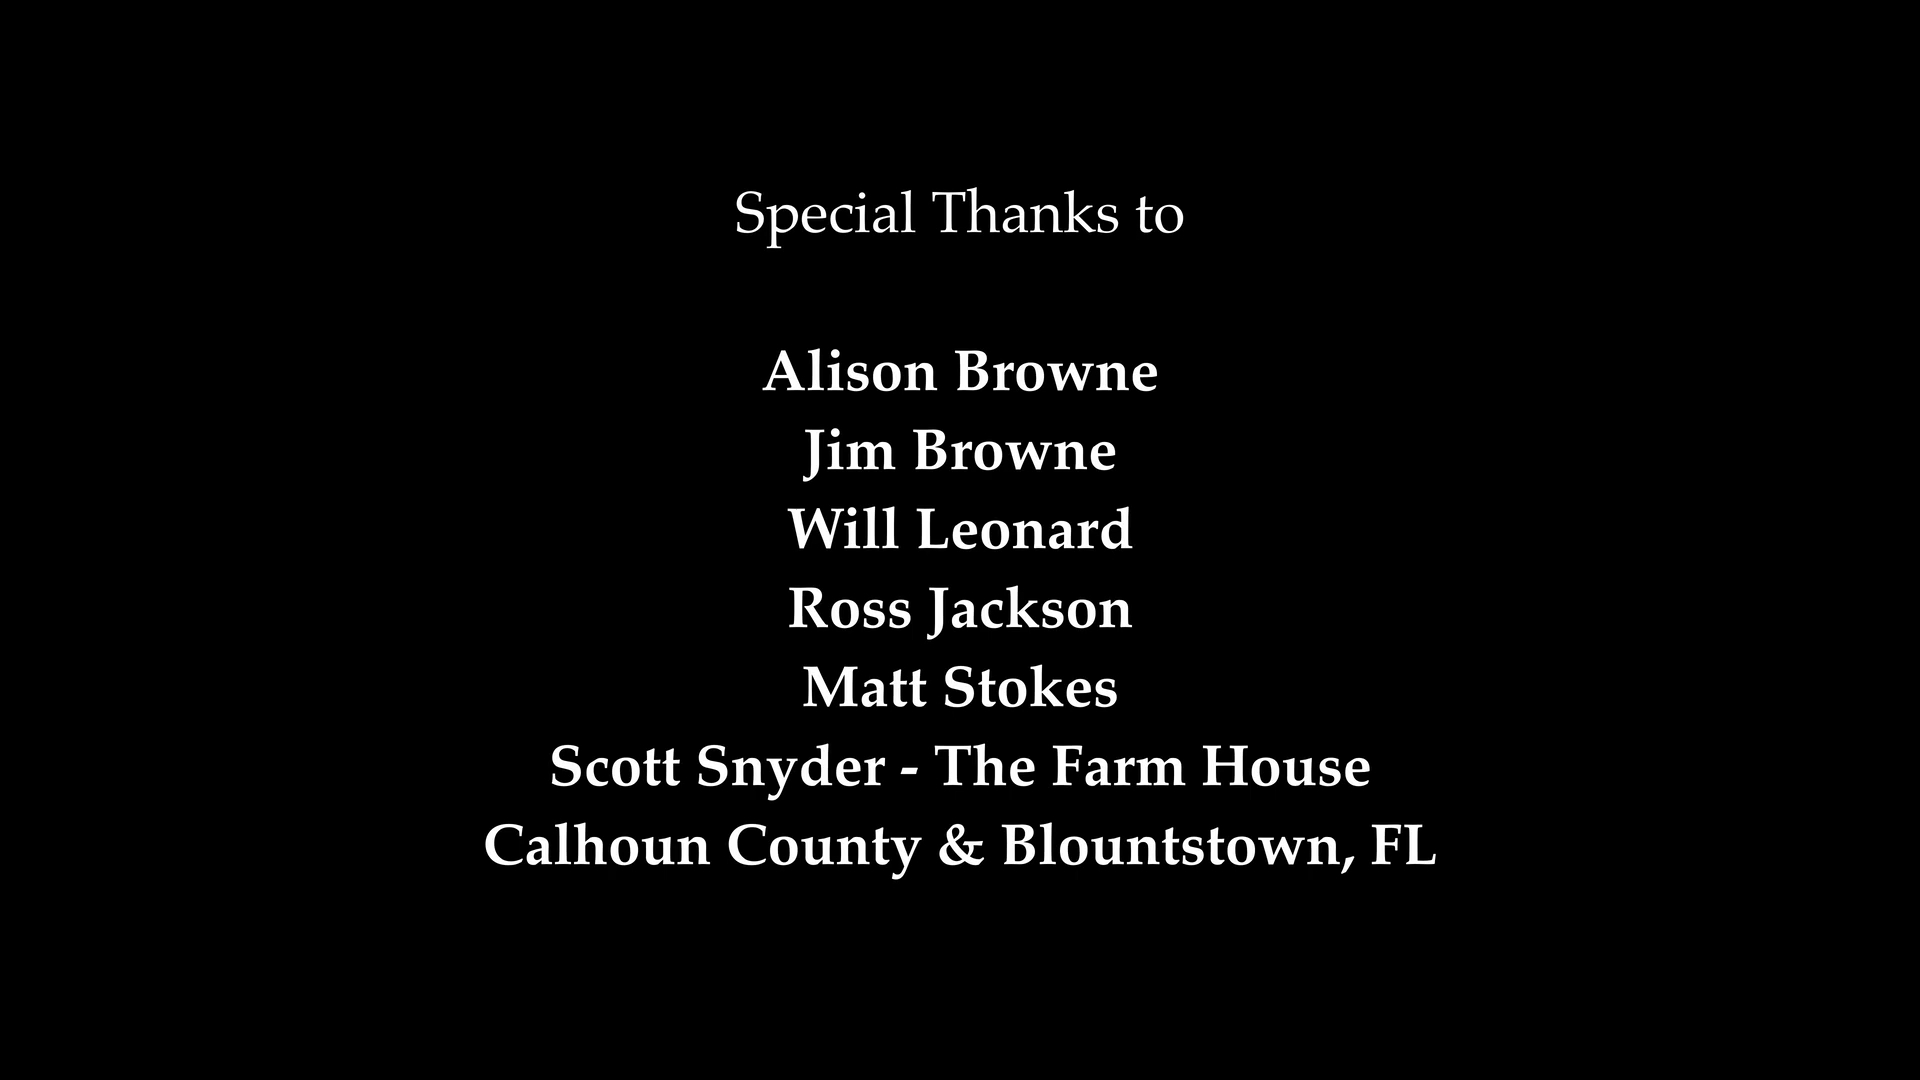 Special Thanks to
Alison Browne
Jim Browne
Will Leonard
Ross Jackson
Matt Stokes
Scott Snyder - The Farm House
Calhoun County & Blountstown, FL